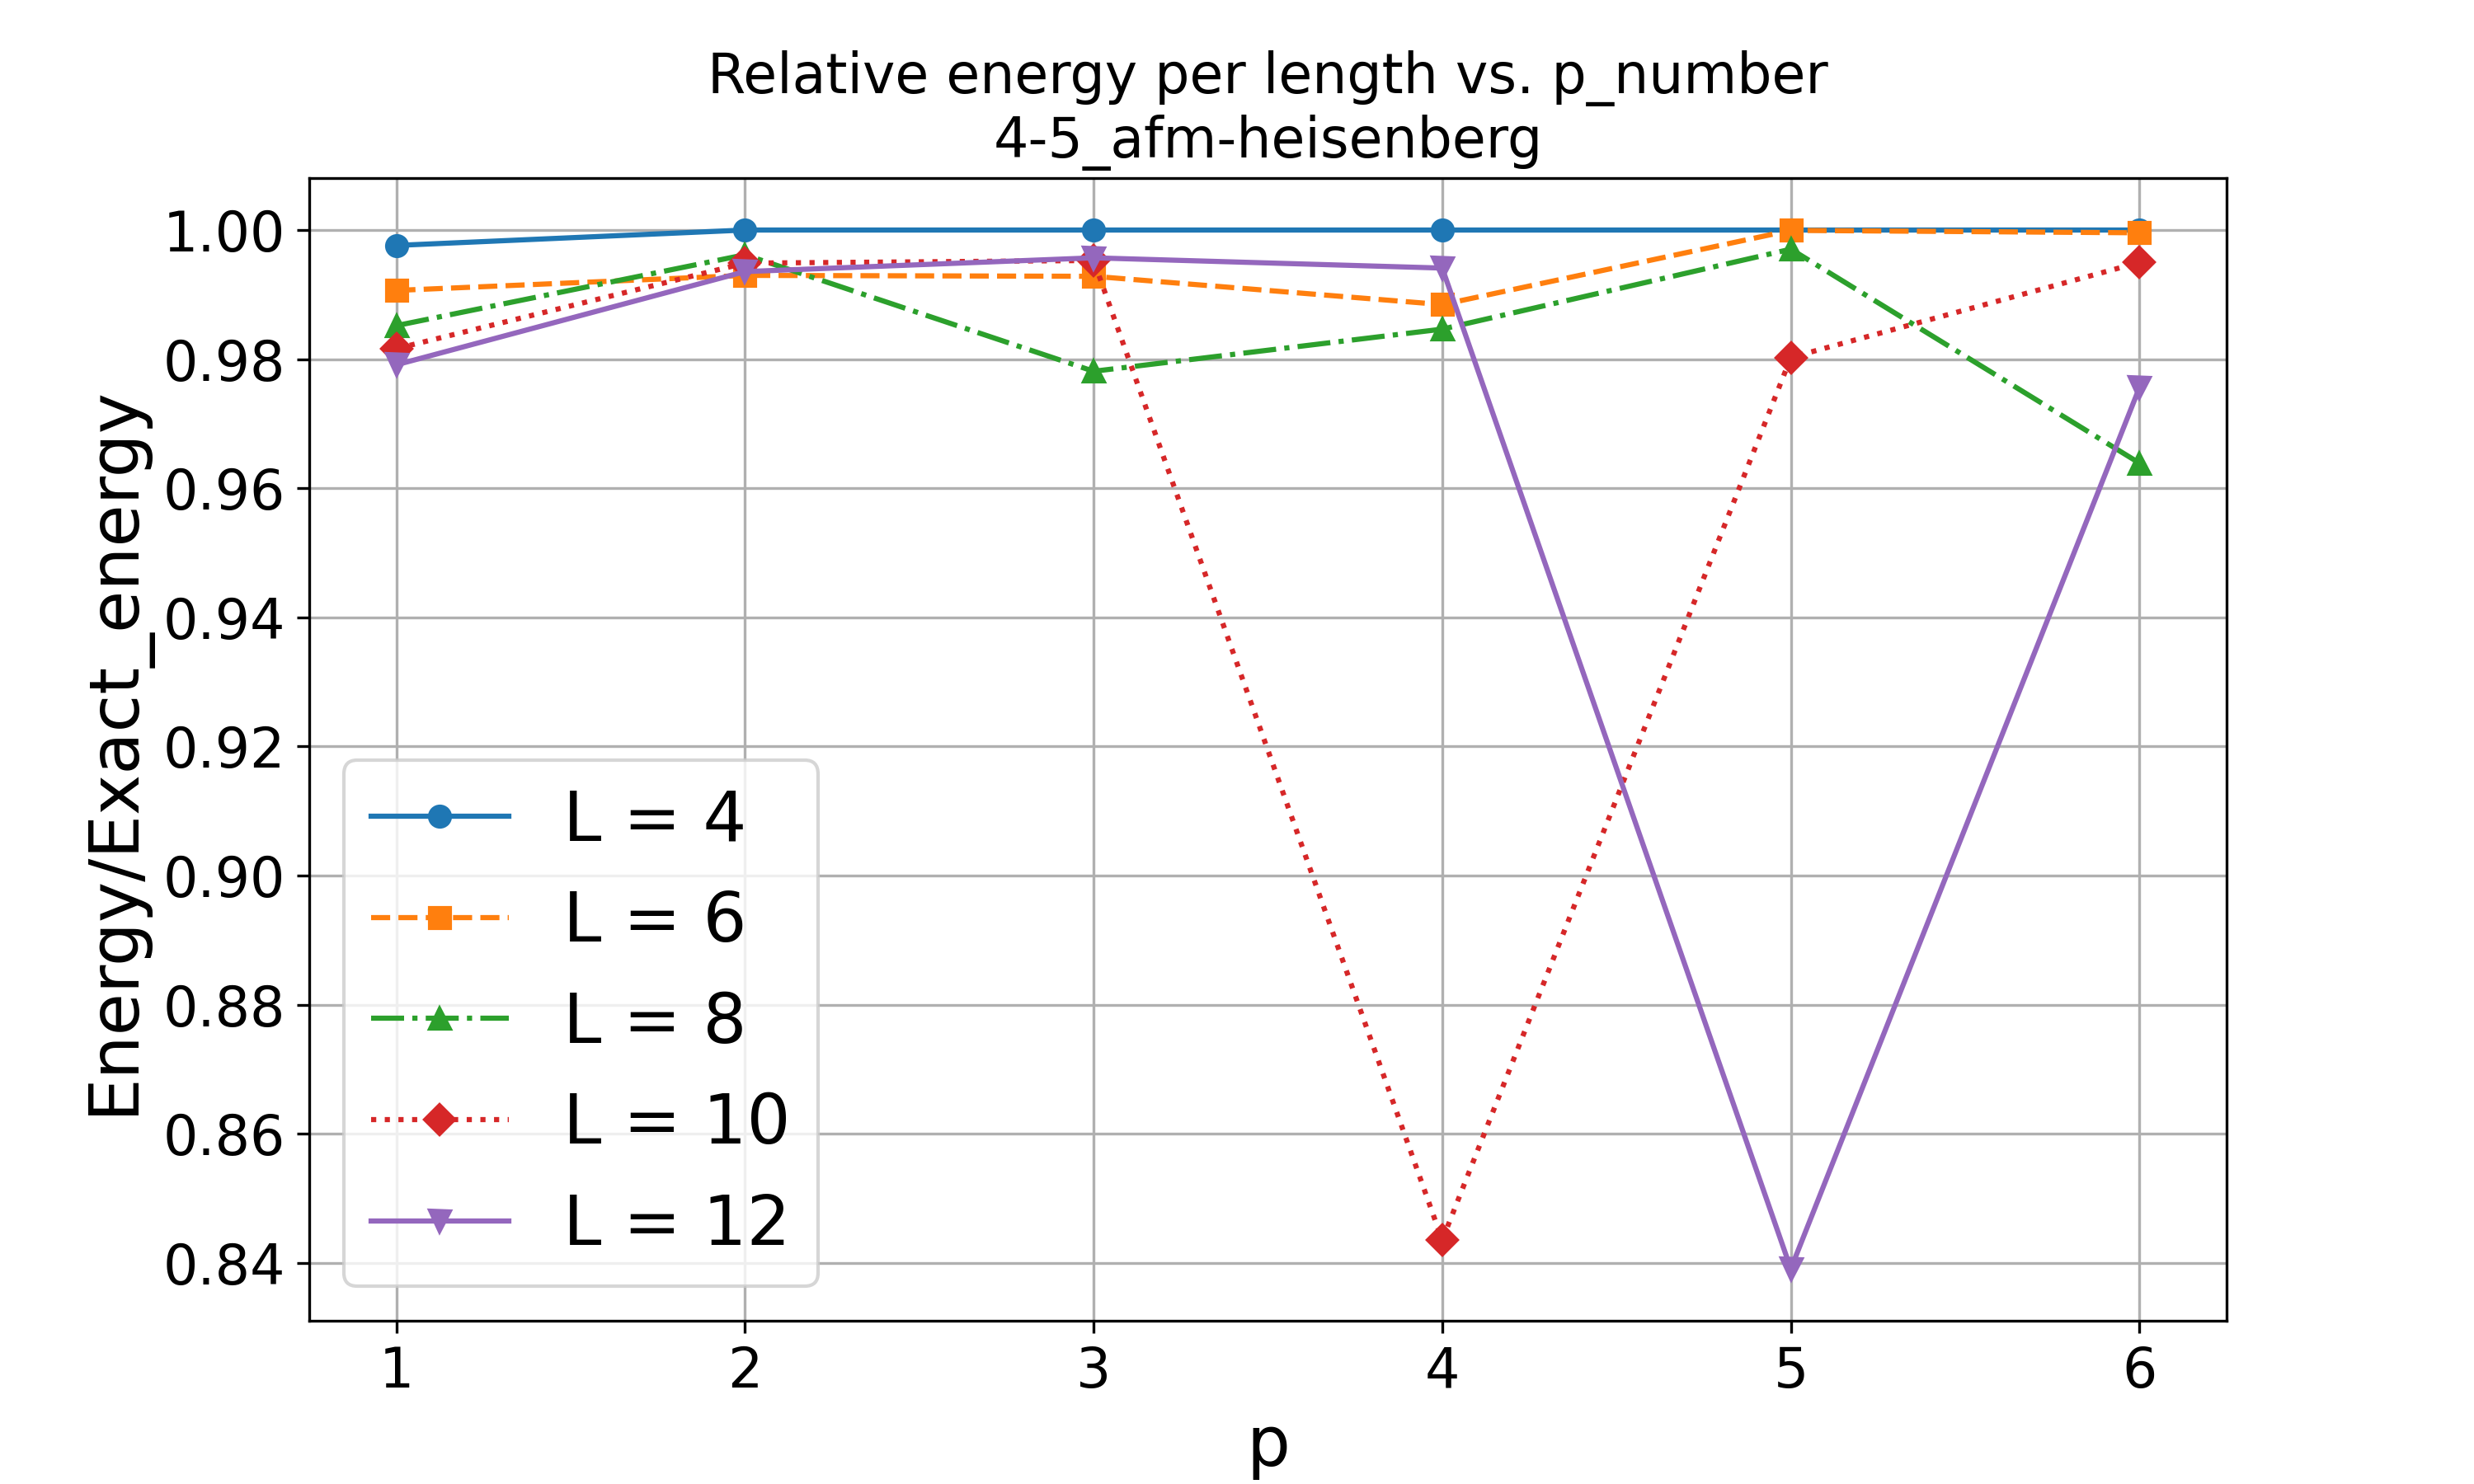 Relative energy per length vs. p_number
4-5_afm-heisenberg
Energy/Exact_energy
1.00
0.98
0.96
0.94
0.92
0.90
0.88
0.86
0.84
L = 4
L = 6
L = 8
L = 10
L = 12
1 2 3 4 5 6
p